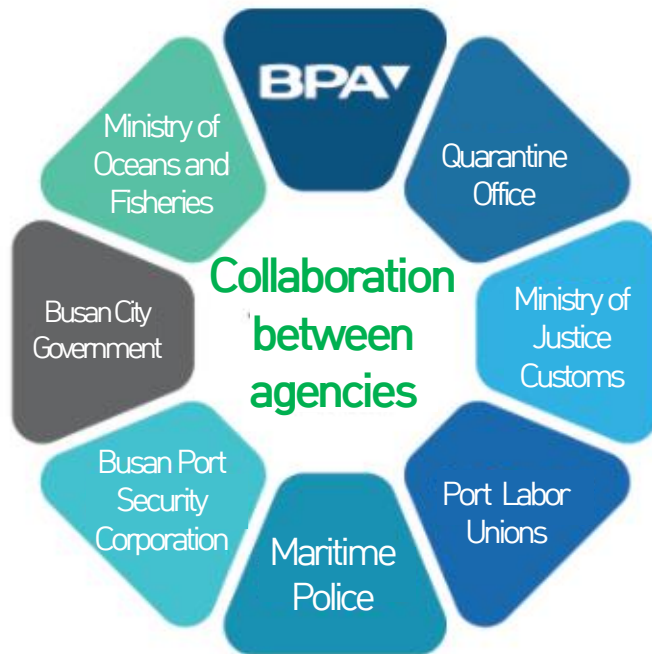 BPA
Quarantine
Office
Ministry of
Justice
Customs
Port Labor
Unions
Maritime
Police
Busan Port
Security
Corporation
Busan City
Government
Ministry of
Oceans and
Fisheries
Collaboration
between
agencies